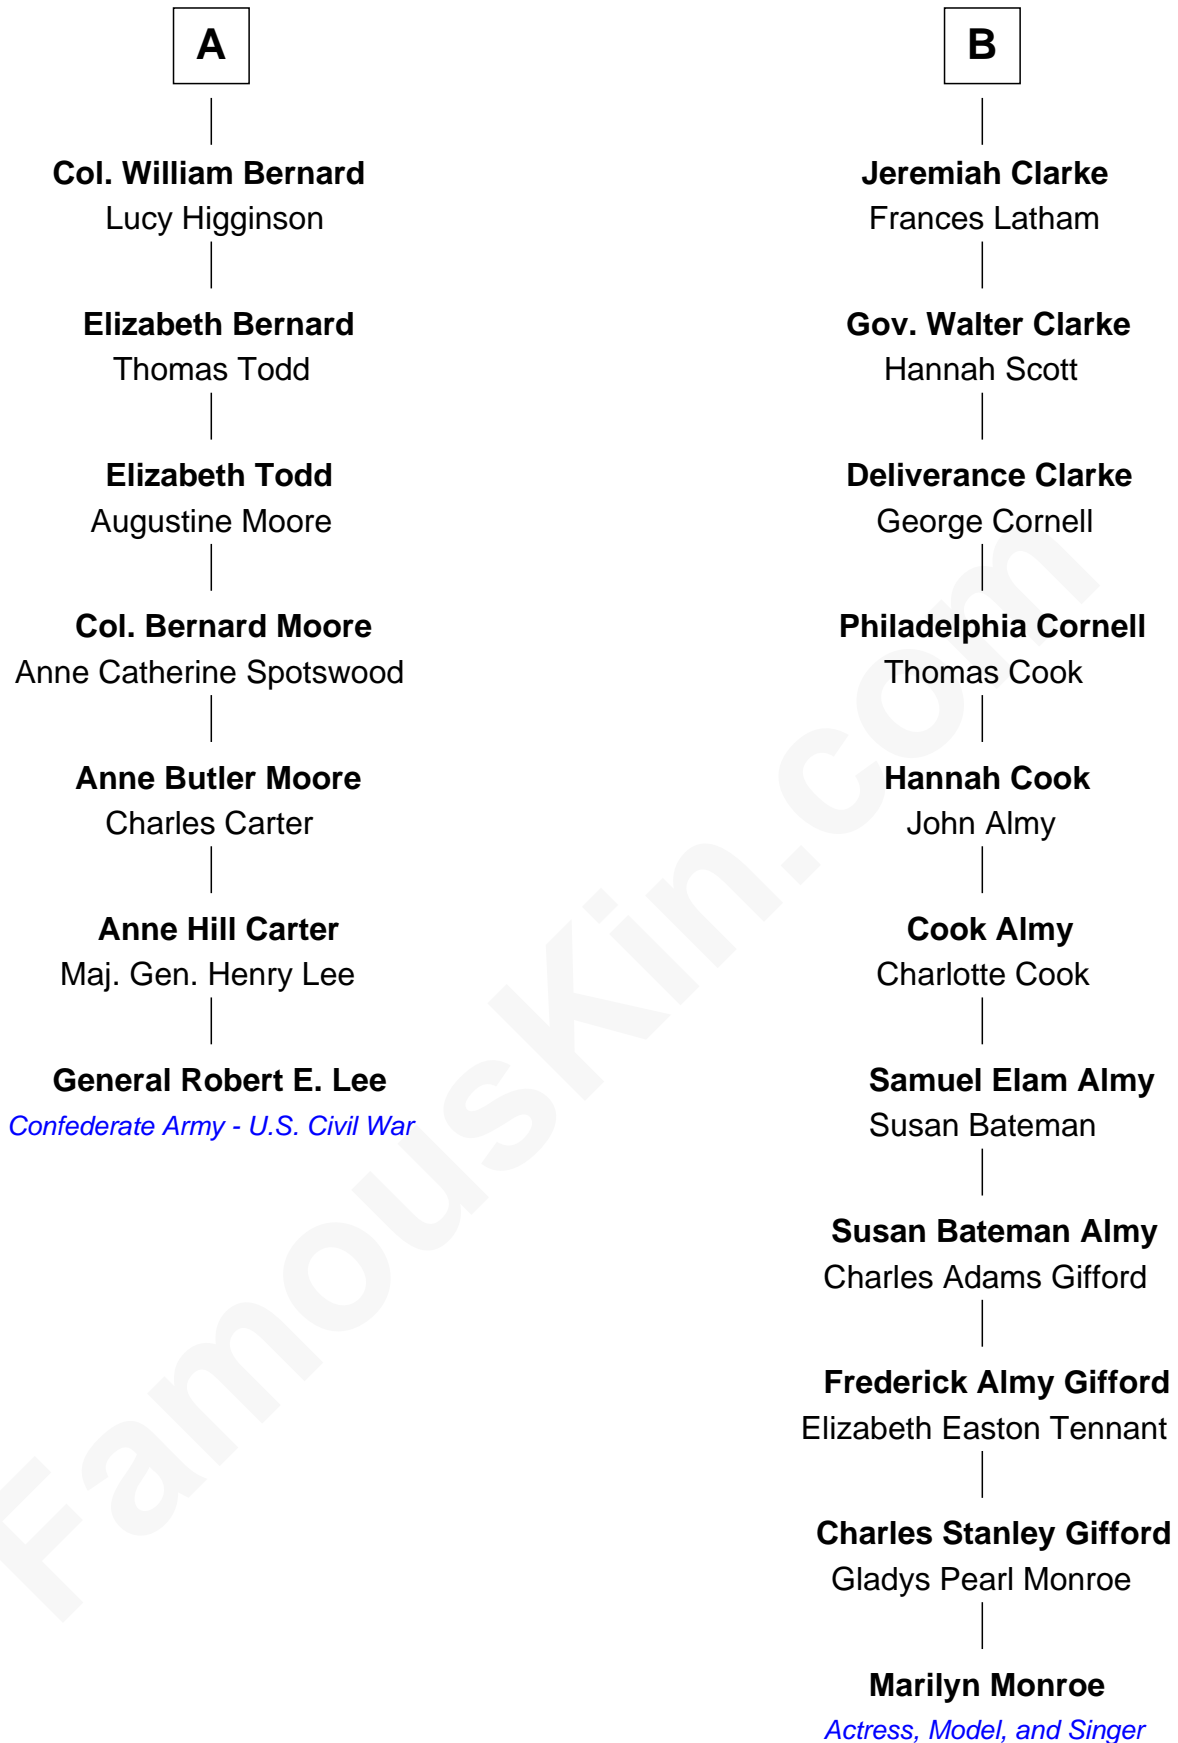 A
Col. William Bernard
Lucy Higginson
Elizabeth Bernard
Thomas Todd
Elizabeth Todd
Augustine Moore
Col. Bernard Moore
Anne Catherine Spotswood
Anne Butler Moore
Charles Carter
Anne Hill Carter
Maj. Gen. Henry Lee
General Robert E. Lee
Confederate Army - U.S. Civil War
B
Jeremiah Clarke
Frances Latham
Gov. Walter Clarke
Hannah Scott
Deliverance Clarke
George Cornell
Philadelphia Cornell
Thomas Cook
Hannah Cook
John Almy
Cook Almy
Charlotte Cook
Samuel Elam Almy
Susan Bateman
Susan Bateman Almy
Charles Adams Gifford
Frederick Almy Gifford
Elizabeth Easton Tennant
Charles Stanley Gifford
Gladys Pearl Monroe
Marilyn Monroe
Actress, Model, and Singer
FamousKin.com